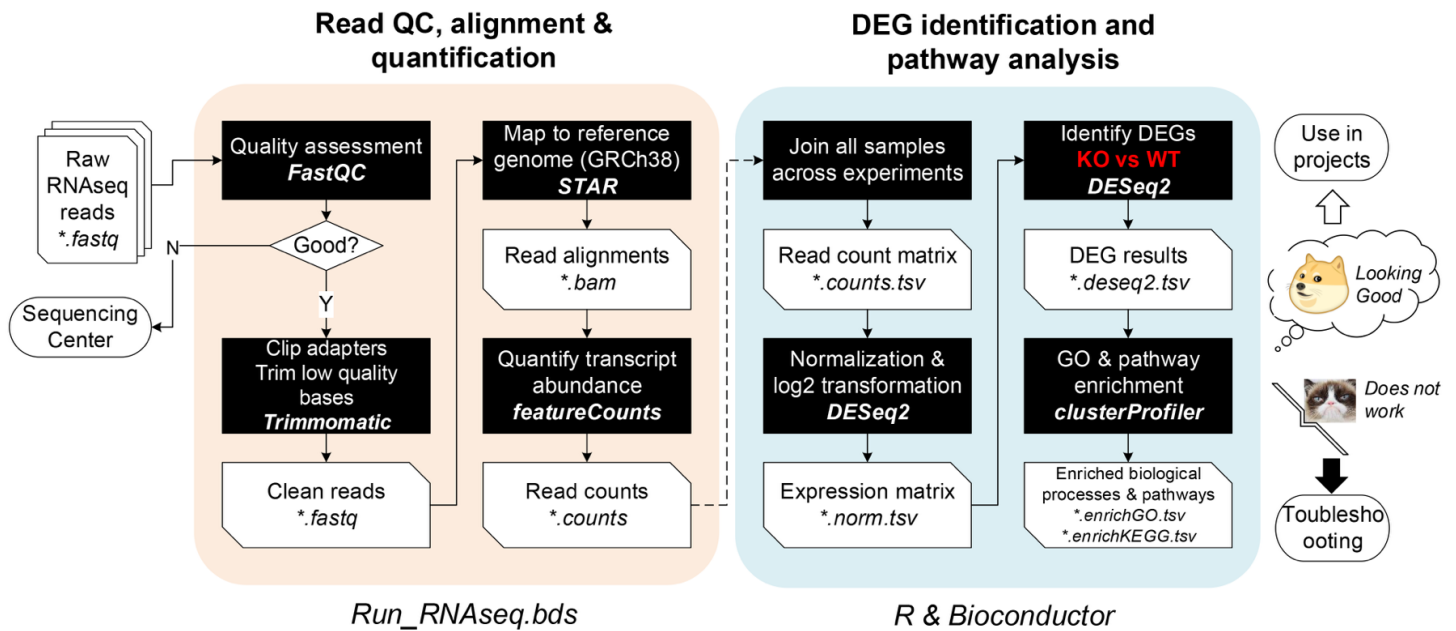 Read QC, alignment &
quantification
DEG identification and
pathway analysis
Raw
RNAseq
reads
*.fastq
Quality assessment
FastQC
Good?
N
Y
Sequencing
Center
Clip adapters
Trim low quality
bases
Trimmomatic
Clean reads
*.fastq
Map to reference
genome (GRCh38)
STAR
Read alignments
*.bam
Quantify transcript
abundance
featureCounts
Read counts
*.counts
Join all samples
across experiments
Read count matrix
*.counts.tsv
Normalization &
log2 transformation
DESeq2
Expression matrix
*.norm.tsv
Identify DEGs
KO vs WT
DESeq2
DEG results
*.deseq2.tsv
GO & pathway
enrichment
clusterProfiler
Enriched biological
processes & pathways
*.enrichGO.tsv
*.enrichKEGG.tsv
Use in
projects
Looking
Good
Does not
work
Toublesho
oting
Run_RNAseq.bds
R & Bioconductor